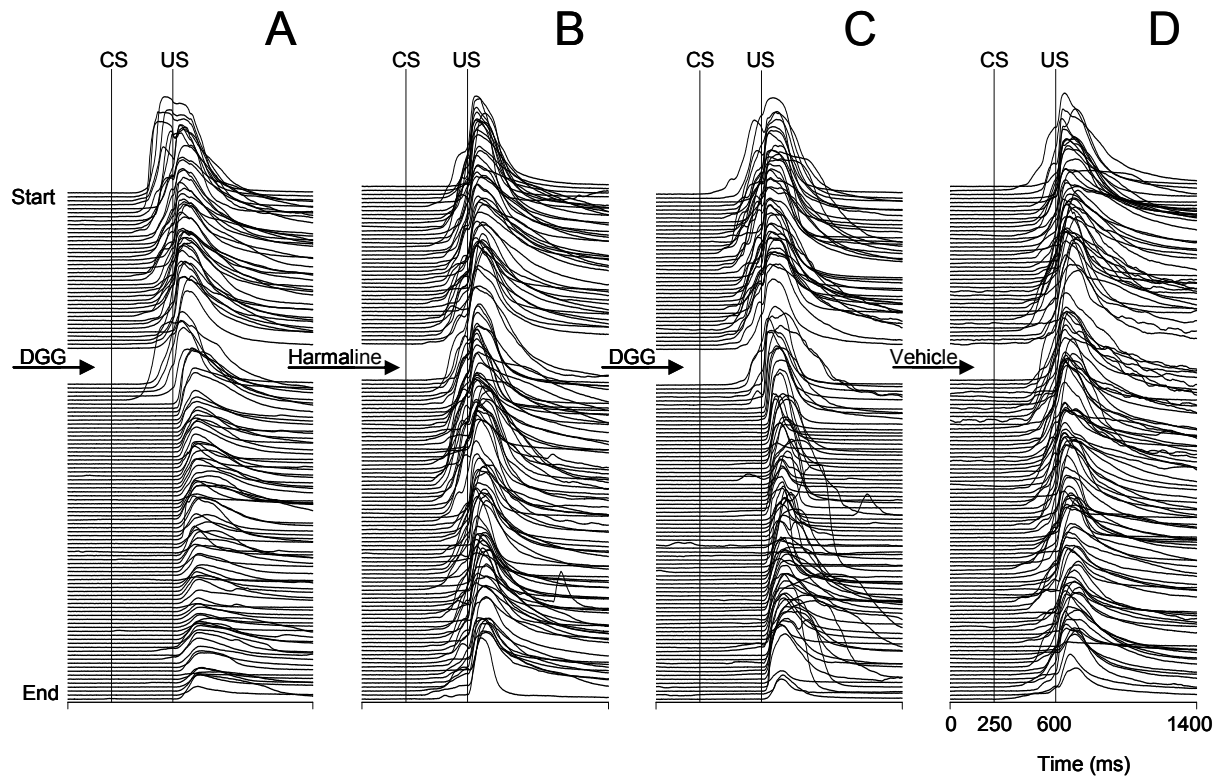 A B C D
CS US CS US CS US CS US
Start
DGG Harmaline DGG Vehicle
End
0 250 600 1400
Time (ms)